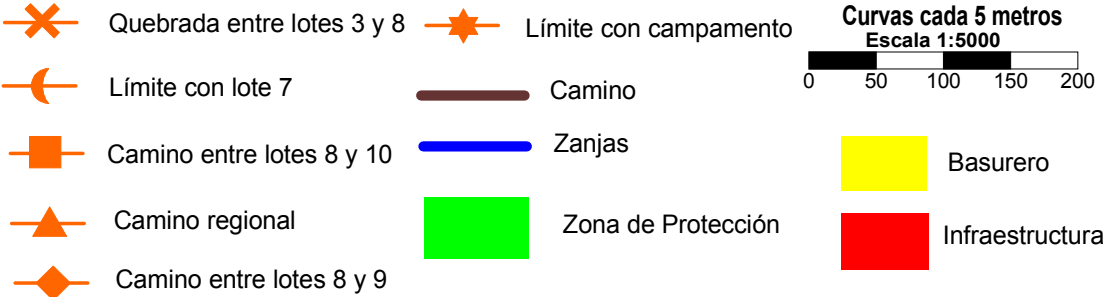 Quebrada entre lotes 3 y 8
Límite con lote 7
Camino entre lotes 8 y 10
Camino regional
Camino entre lotes 8 y 9
Límite con campamento
Camino
Zanjas
Zona de Protección
Curvas cada 5 metros
Escala 1:5000
0 50 100 150 200
Basurero
Infraestructura